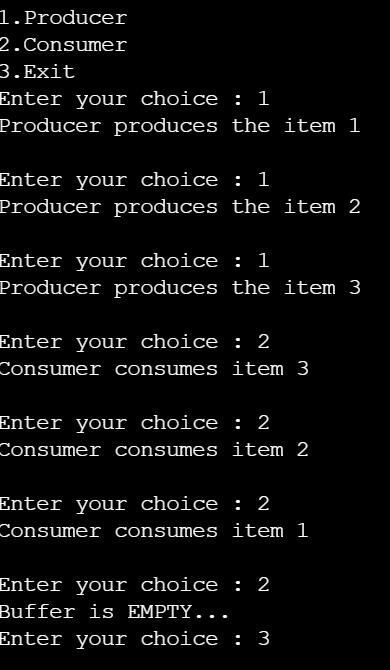 1.Producer
2.Consumer
3.Exit
Enter your choice : 1
Producer produces the item 1
Enter your choice : 1
Producer produces the item 2
Enter your choice : 1
Producer produces the item 3
Enter your choice : 2
Consumer consumes item 3
Enter your choice : 2
Consumer consumes item 2
Enter your choice : 2
Consumer consumes item 1
Enter your choice : 2
Buffer is EMPTY...
Enter your choice : 3